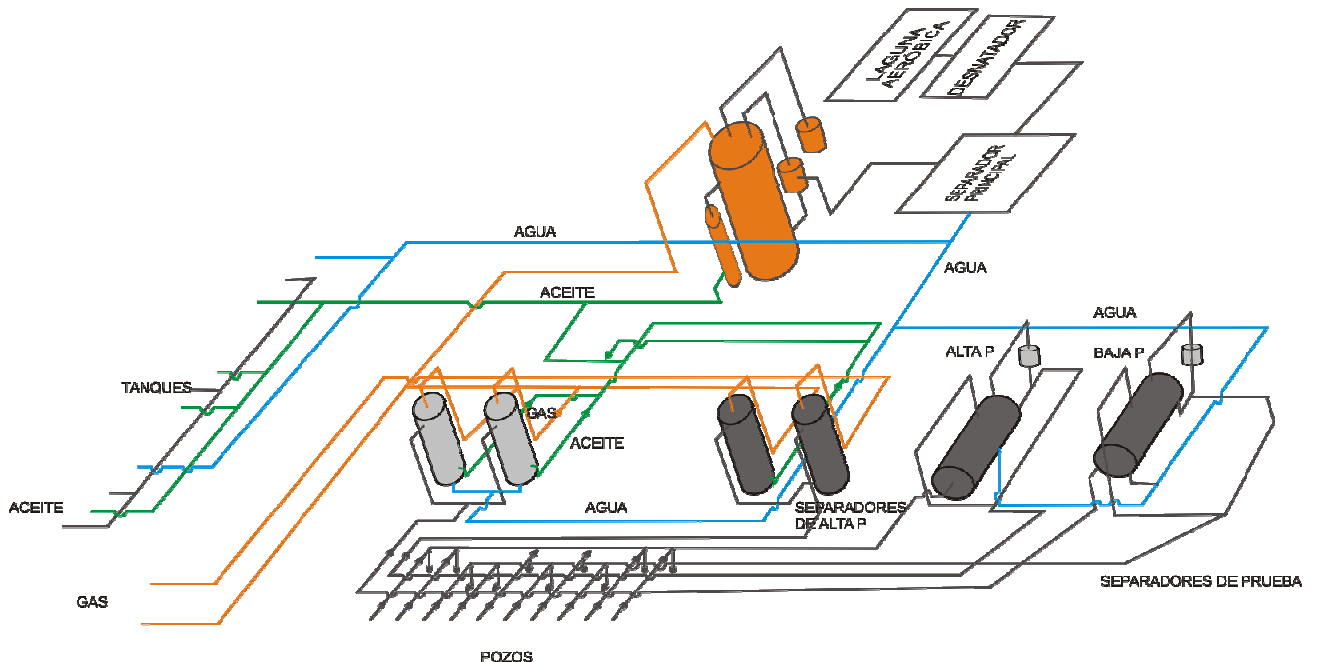 LAGUNA
AERÓBICA
DESNATADOR
SEPARADOR
PRINCIPAL
AGUA
AGUA
ACEITE
AGUA
ALTA P
BAJA P
TANQUES
GAS
ACEITE
ACEITE
AGUA
SEPARADORES
DE ALTA P
SEPARADORES DE PRUEBA
GAS
POZOS